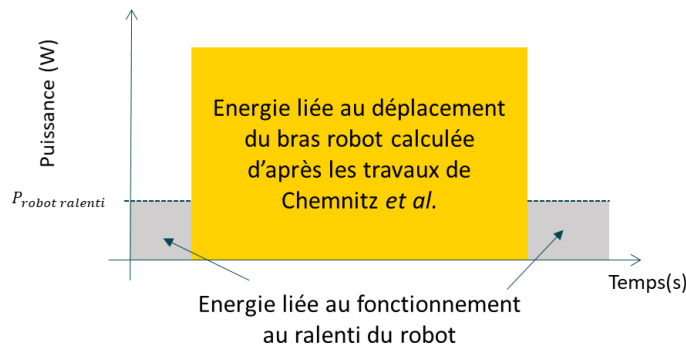 Puissance (W)
Energie liée au déplacement
du bras robot calculée
d'après les travaux de
Chemnitz et al.
P robot ralenti
Temps(s)
Energie liée au fonctionnement
au ralenti du robot